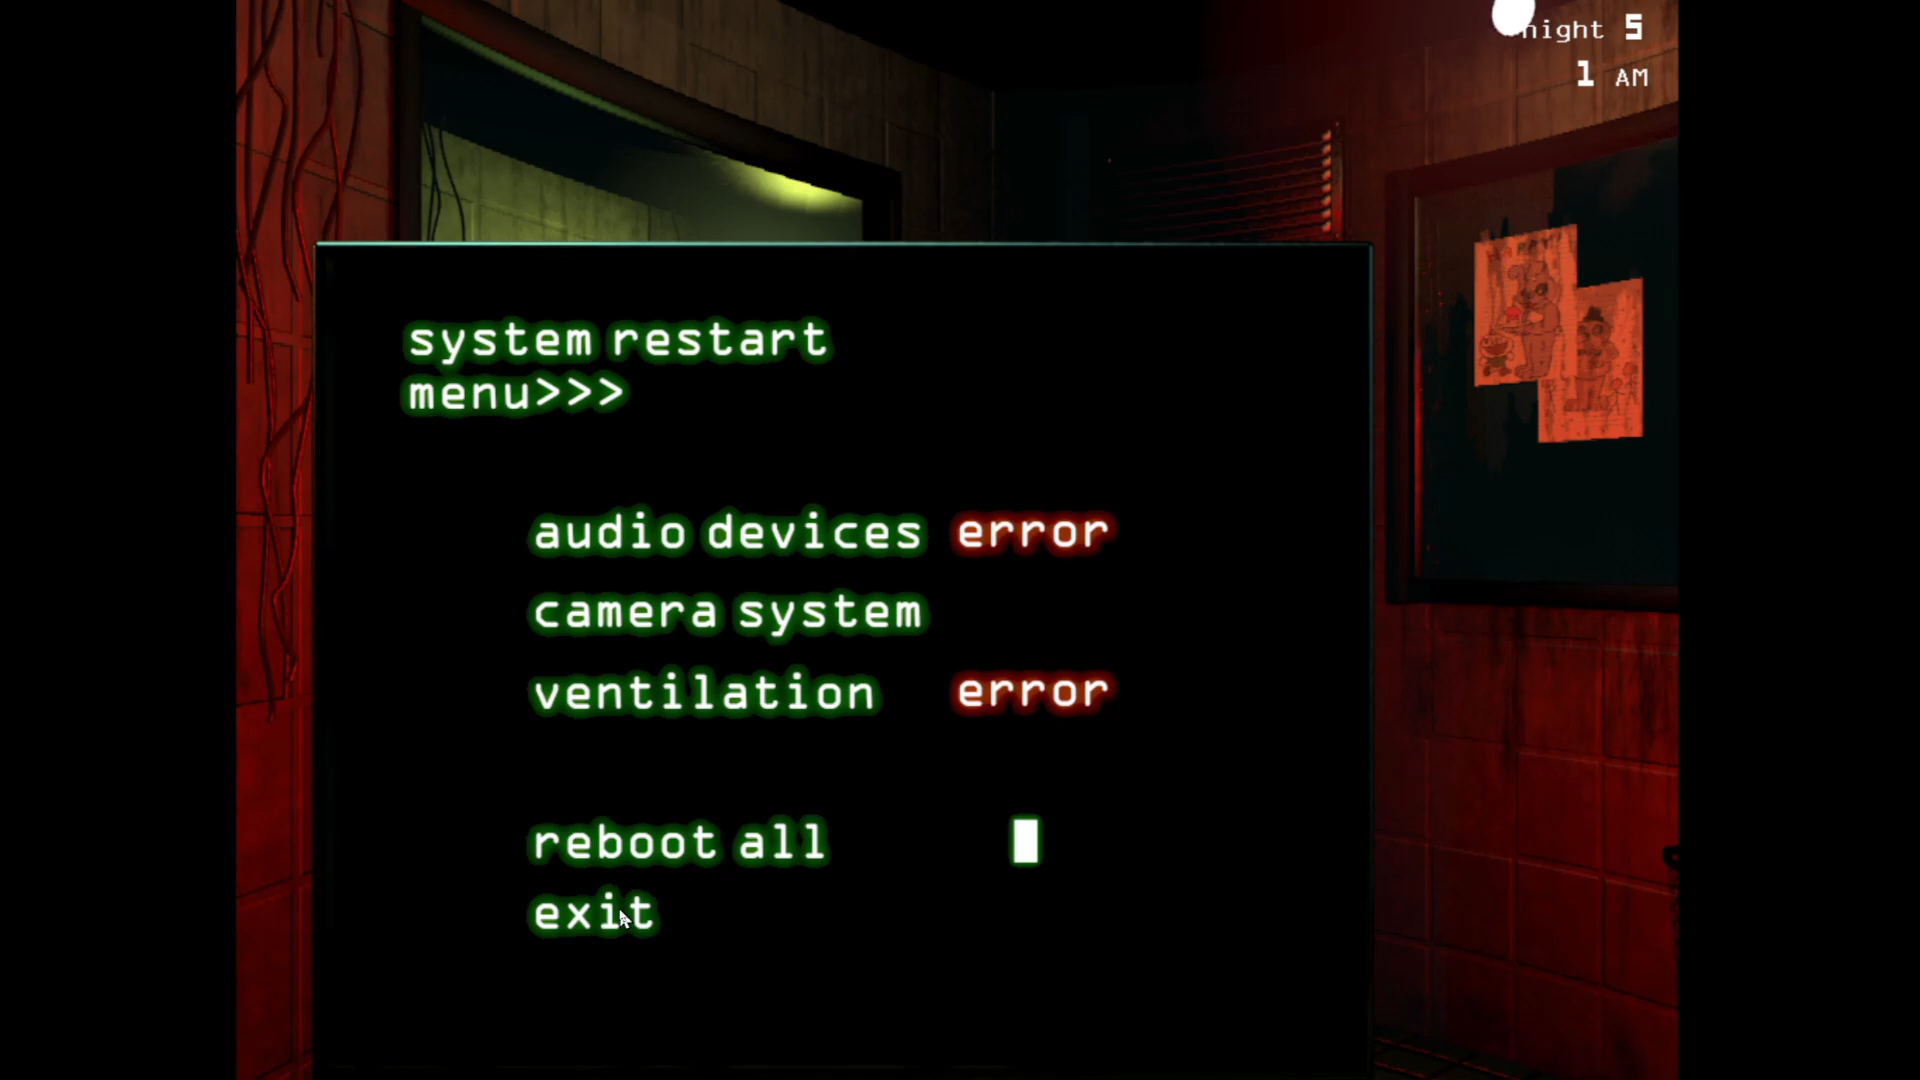 night 5
1 AM
system restart
menu>>>
audio devices error
camera system
ventilation error
reboot all
exit